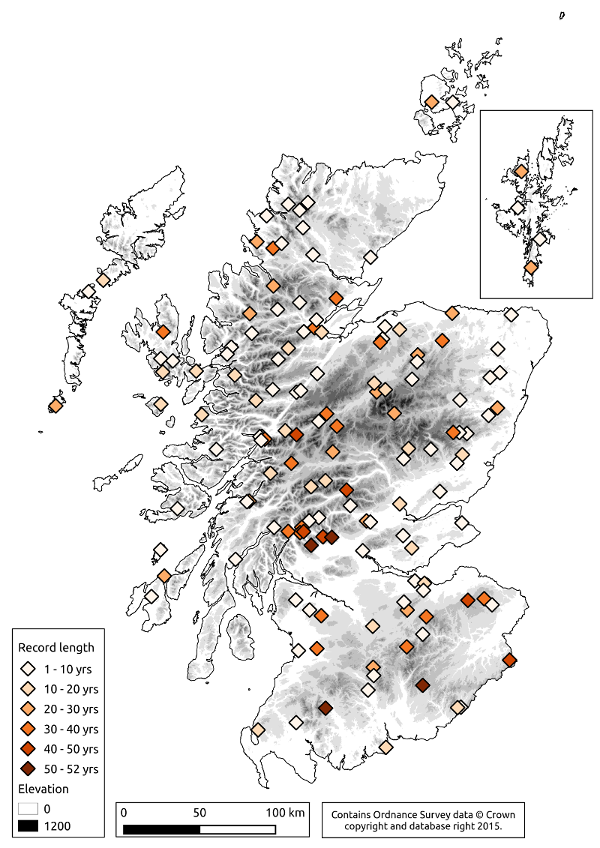 Record length
1 - 10 yrs
10 - 20 yrs
20 - 30 yrs
30 - 40 yrs
40 - 50 yrs
50 - 52 yrs
Elevation
0
1200
0 50 100 km
Contains Ordnance Survey data © Crown
copyright and database right 2015.